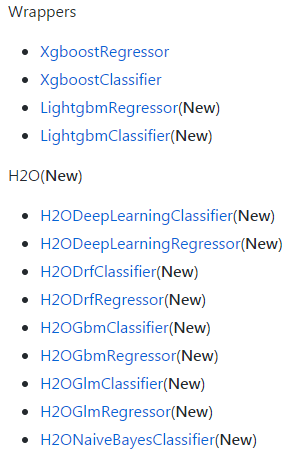 Wrappers
XgboostRegressor
XgboostClassifier
LightgbmRegressor(New)
LightgbmClassifier(New)
H2O(New)
H2ODeepLearningClassifier(New)
H2ODeepLearningRegressor(New)
H2ODrfClassifier(New)
H2ODrfRegressor(New)
H2OGbmClassifier(New)
H2OGbmRegressor(New)
H2OGlmClassifier(New)
H2OGlmRegressor(New)
H2ONaiveBayesClassifier(New)